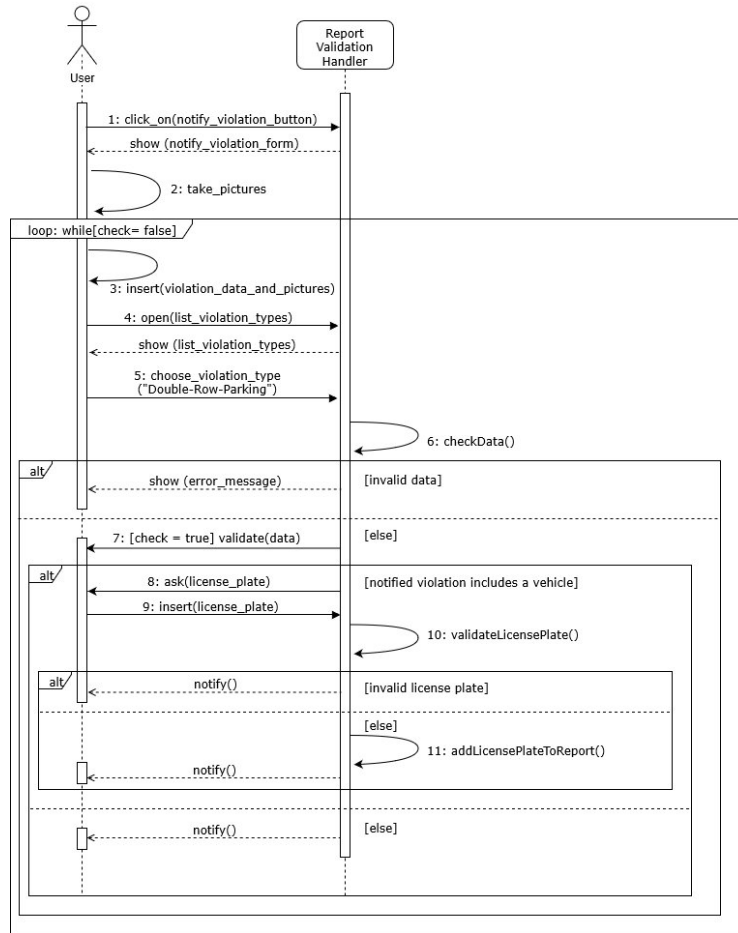 Report
Validation
Handler
User
1: click_on(notify_violation_button)
show (notify_violation_form)
2: take_pictures
loop: while[check= false]
3: insert(violation_data_and_pictures)
4: open(list_violation_types)
show (list_violation_types)
5: choose_violation_type
("Double-Row-Parking")
6: checkData()
alt
show (error_message)
[invalid data]
7: [check = true] validate(data)
[else]
alt
8: ask(license_plate)
[notified violation includes a vehicle]
9: insert(license_plate)
10: validateLicensePlate()
alt
notify()
[invalid license plate]
[else]
11: addLicensePlateToReport()
notify()
notify()
[else]